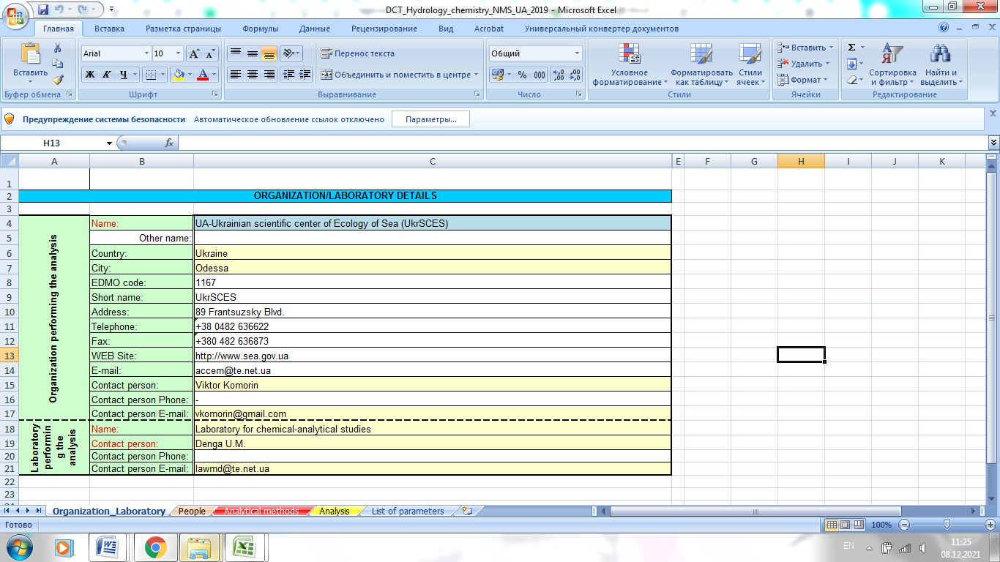 DCT_Hydrology_chemistry_NMS_UA_2019 - Microsoft Excel
Главная Вставка Разметка страницы Формулы Данные Рецензирование Вид Acrobat Универсальный конвертер документов
Вставить
Буфер обмена
Arial 10
Ж К Ч
Шрифт
Перенос текста
Объединить и поместить в центре
Выравнивание
Общий
% 000
Число
Условное форматирование
Форматировать как таблицу
Стили ячеек
Стили
Вставить
Удалить
Формат
Ячейки
Σ
Сортировка и фильтр
Найти и выделить
Редактирование
Предупреждение системы безопасности Автоматическое обновление ссылок отключено Параметры...
H13 fx
A B C E F G H I J K
1
2 ORGANIZATION/LABORATORY DETAILS
3
Organization performing the analysis
4 Name: UA-Ukrainian scientific center of Ecology of Sea (UkrSCES)
5 Other name:
6 Country: Ukraine
7 City: Odessa
8 EDMO code: 1167
9 Short name: UkrSCES
10 Address: 89 Frantsuzsky Blvd.
11 Telephone: +38 0482 636622
12 Fax: +380 482 636873
13 WEB Site: http://www.sea.gov.ua
14 E-mail: accem@te.net.ua
15 Contact person: Viktor Komorin
16 Contact person Phone: -
17 Contact person E-mail: vkomorin@gmail.com
Laboratory
performin
g the
analysis
18 Name: Laboratory for chemical-analytical studies
19 Contact person: Denga U.M.
20 Contact person Phone:
21 Contact person E-mail: lawmd@te.net.ua
22
23
Organization_Laboratory People Analytical methods Analysis List of parameters
Готово 100%
EN 11:25
08.12.2021